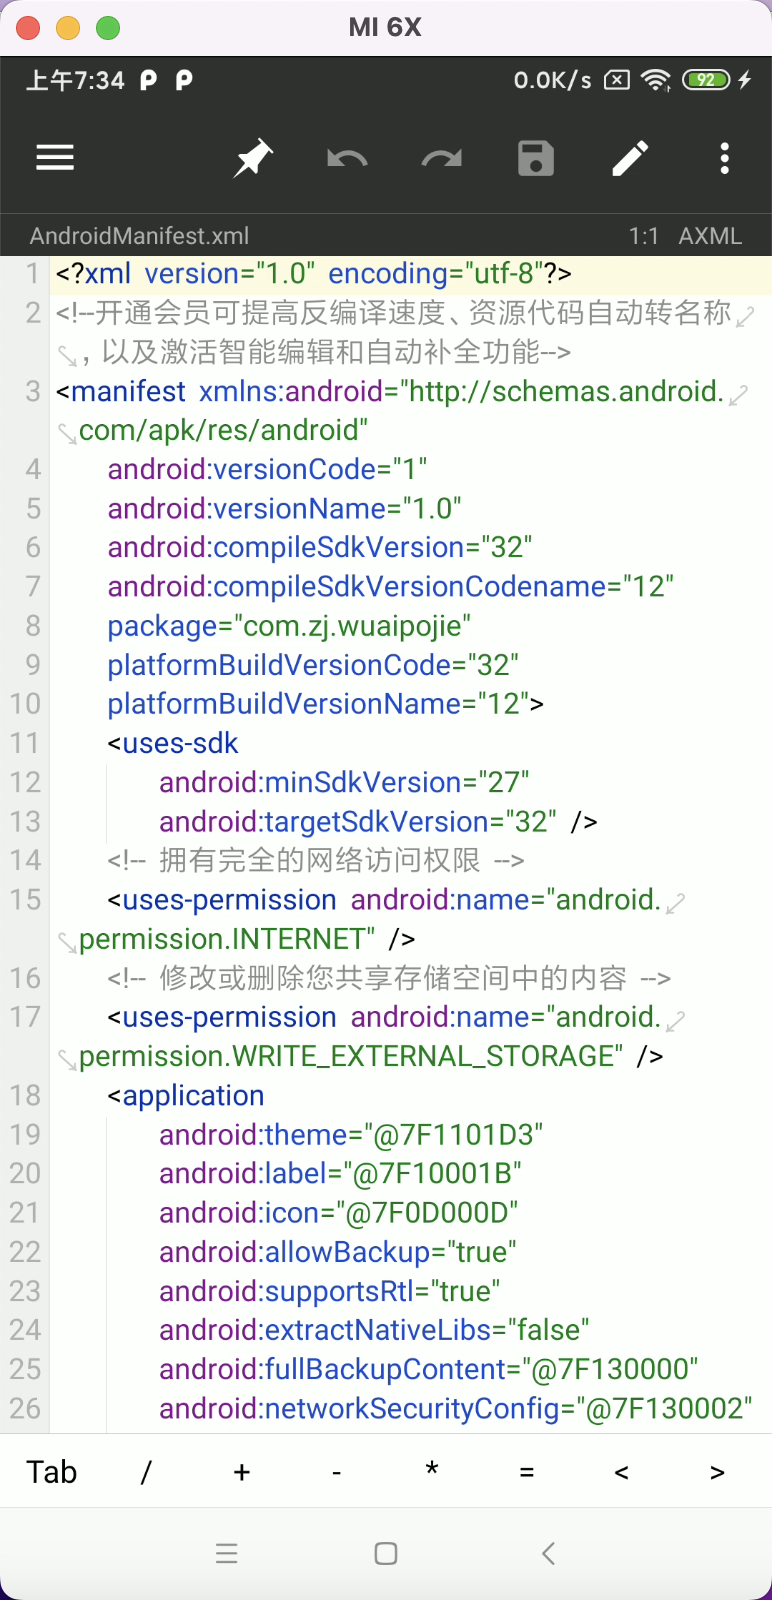 MI 6X
上午7:34
0.0K/s
92
AndroidManifest.xml 1:1 AXML
1 <?xml version="1.0" encoding="utf-8"?>
2 <!--开通会员可提高反编译速度、资源代码自动转名称
，以及激活智能编辑和自动补全功能-->
3 <manifest xmlns:android="http://schemas.android.
com/apk/res/android"
4 android:versionCode="1"
5 android:versionName="1.0"
6 android:compileSdkVersion="32"
7 android:compileSdkVersionCodename="12"
8 package="com.zj.wuaipojie"
9 platformBuildVersionCode="32"
10 platformBuildVersionName="12">
11 <uses-sdk
12 android:minSdkVersion="27"
13 android:targetSdkVersion="32" />
14 <!-- 拥有完全的网络访问权限 -->
15 <uses-permission android:name="android.
permission.INTERNET" />
16 <!-- 修改或删除您共享存储空间中的内容 -->
17 <uses-permission android:name="android.
permission.WRITE_EXTERNAL_STORAGE" />
18 <application
19 android:theme="@7F1101D3"
20 android:label="@7F10001B"
21 android:icon="@7F0D000D"
22 android:allowBackup="true"
23 android:supportsRtl="true"
24 android:extractNativeLibs="false"
25 android:fullBackupContent="@7F130000"
26 android:networkSecurityConfig="@7F130002"
Tab / + - * = < >